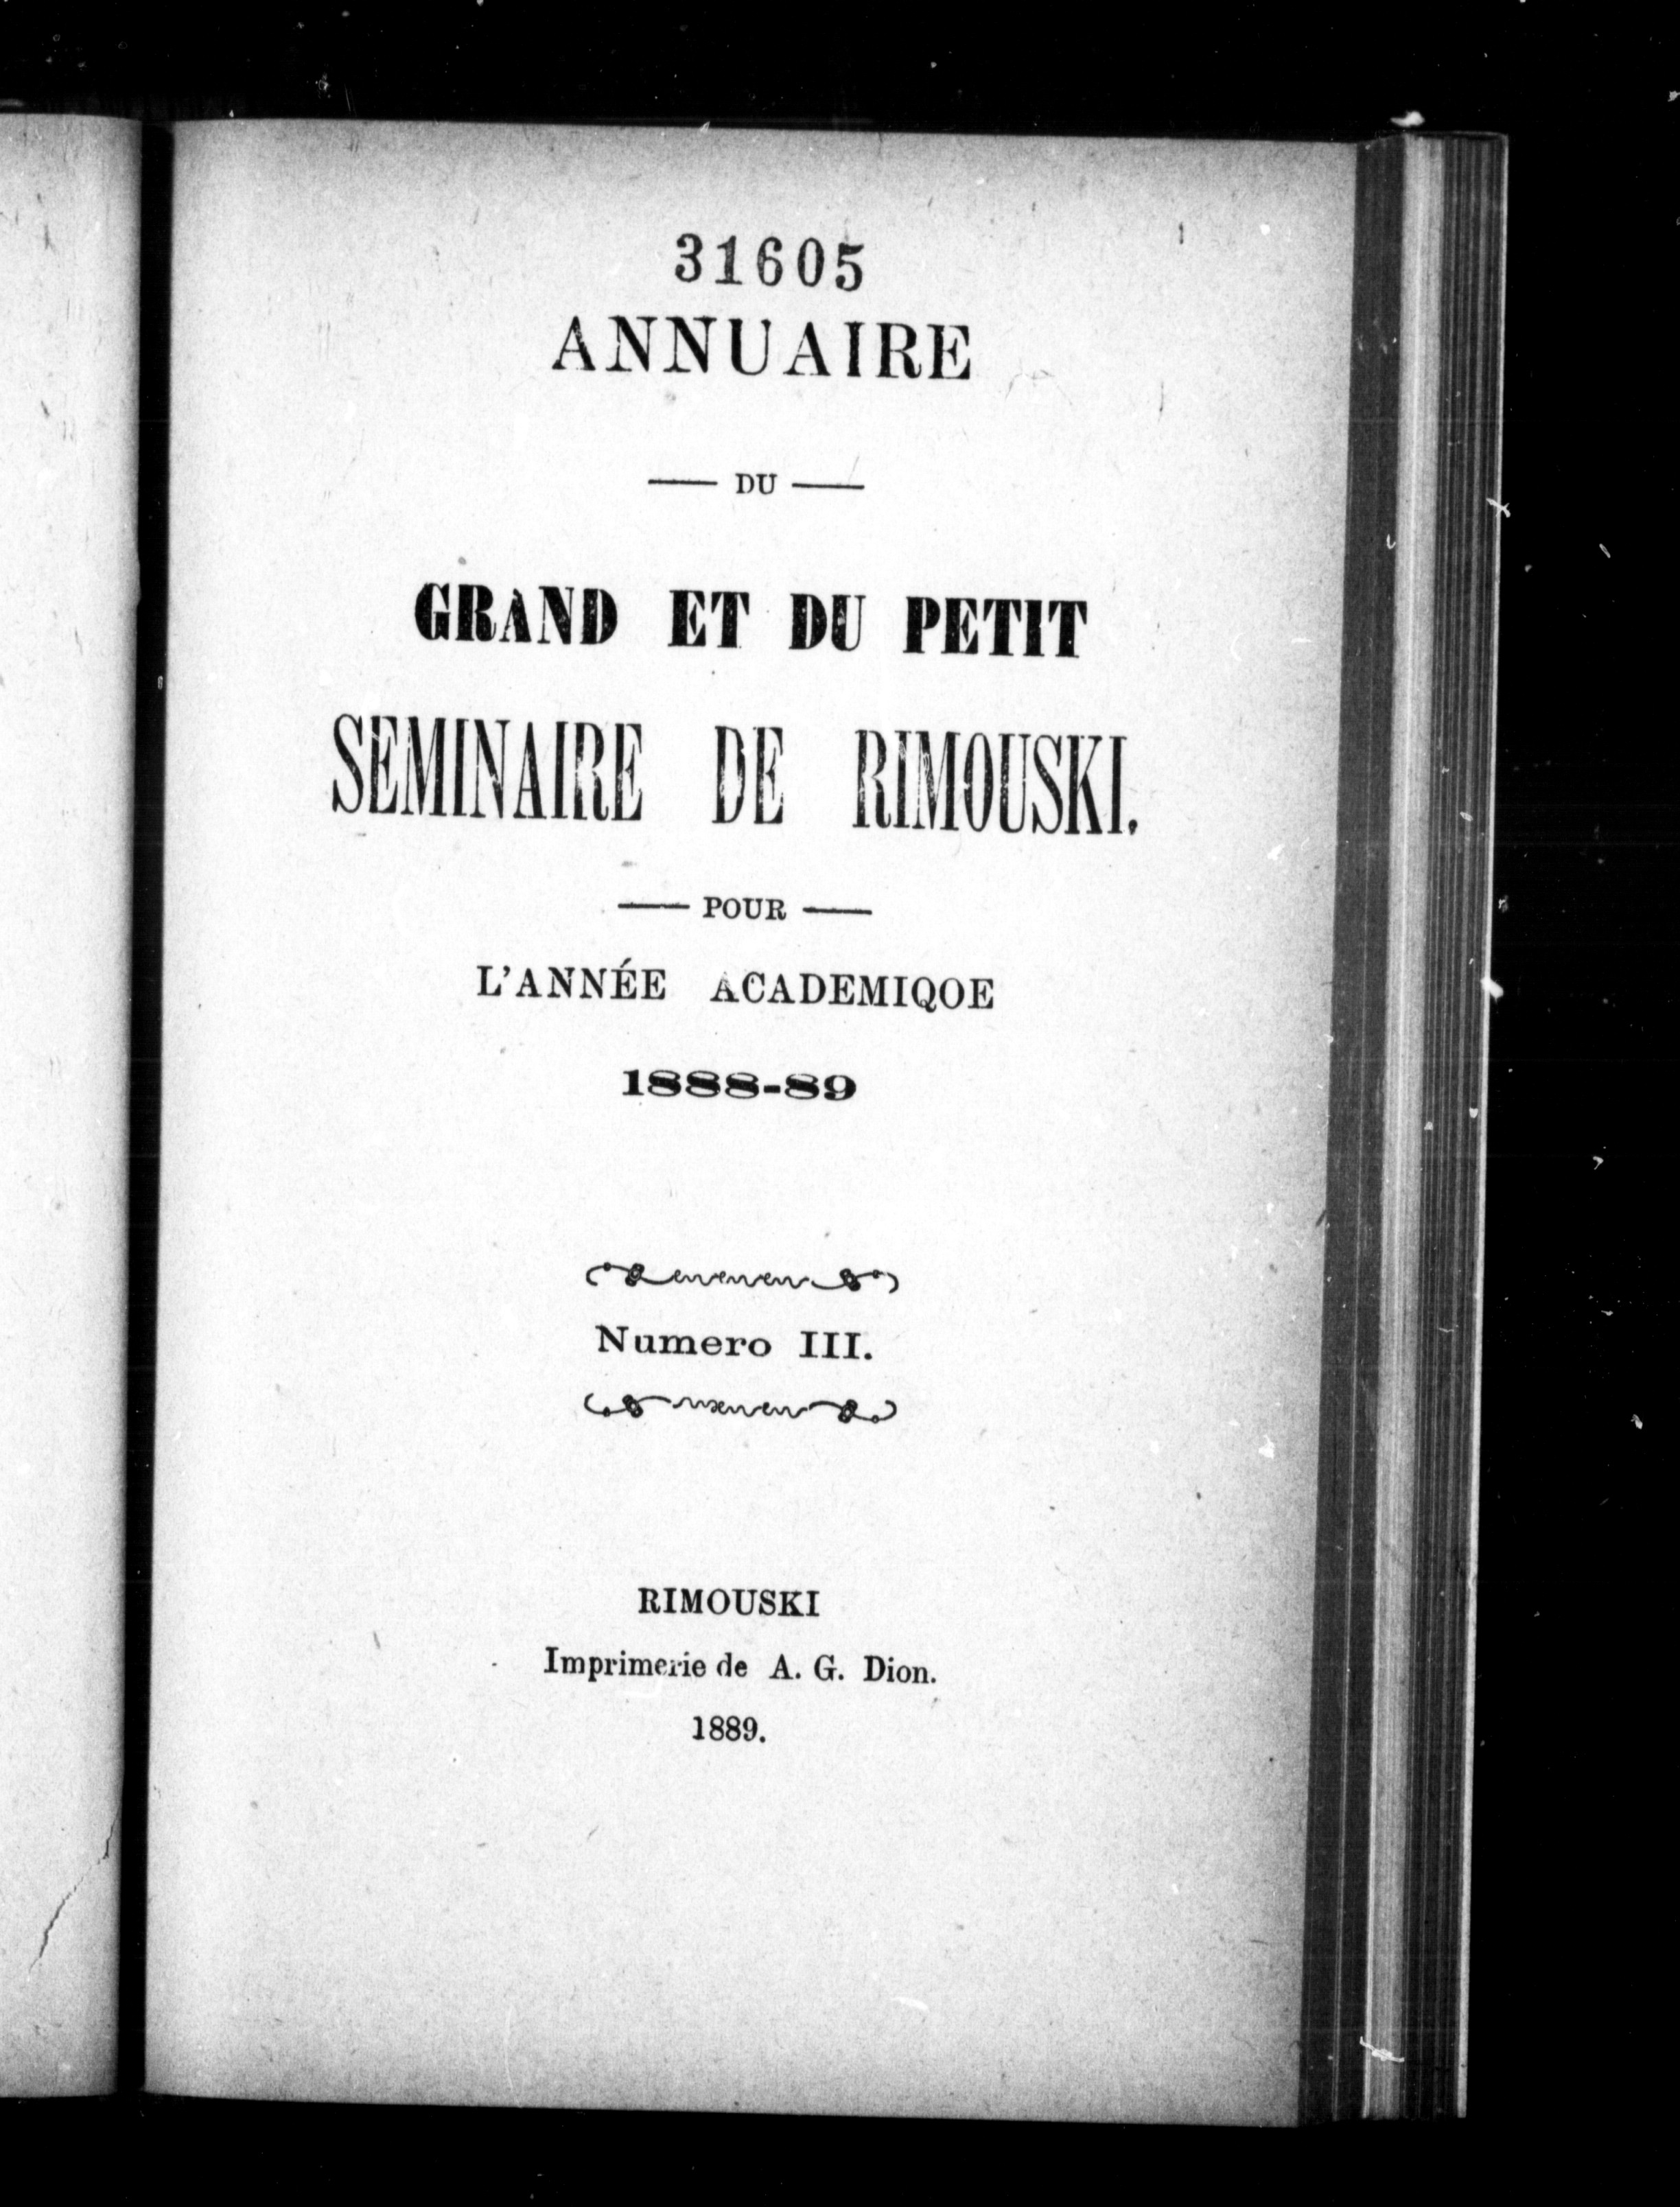 31605
ANNUAIRE
— DU —
GRAND ET DU PETIT
SEMINAIRE DE RIMOUSKI.
— POUR —
L'ANNÉE ACADEMIQOE
1888-89
Numero III.
RIMOUSKI
Imprimerie de A. G. Dion.
1889.